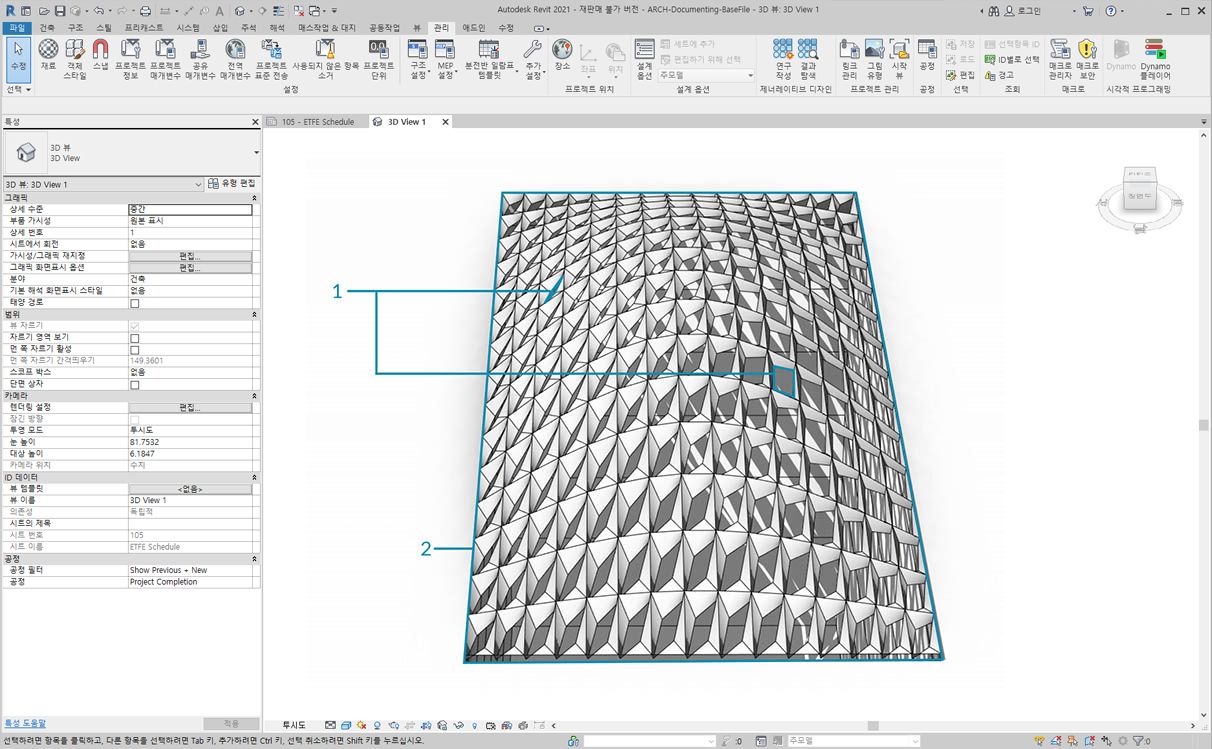 Autodesk Revit 2021 - 재판매 불가 버전 - ARCH-Documenting-BaseFile - 3D 뷰: 3D View 1
로그인
파일 건축 구조 스틸 프리캐스트 시스템 삽입 주석 해석 매스작업 & 대지 공동작업 뷰 관리 애드인 수정
수정
재료
객체 스타일
스냅
프로젝트 정보
프로젝트 매개변수
공유 매개변수
전역 매개변수
프로젝트 표준 전송
사용되지 않은 항목 소거
프로젝트 단위
구조 설정
MEP 설정
분전반 일람표 템플릿
추가 설정
장소
좌표
위치
설계 옵션
세트에 추가
편집하기 위해 선택
주모델
연구 작성
결과 탐색
링크 관리
그림 유형
시작 뷰
공정
저장
로드
편집
선택항목 ID
ID별로 선택
경고
매크로 관리자
매크로 보안
Dynamo
Dynamo 플레이어
선택 설정 프로젝트 위치 설계 옵션 제너레이티브 디자인 프로젝트 관리 공정 선택 조회 매크로 시각적 프로그래밍
특성
105 - ETFE Schedule
3D View 1
3D 뷰
3D View
3D 뷰: 3D View 1
유형 편집
그래픽
상세 수준 중간
부품 가시성 원본 표시
상세 번호 1
시트에서 회전 없음
가시성/그래픽 재지정 편집...
그래픽 화면표시 옵션 편집...
분야 건축
기본 해석 화면표시 스타일 없음
태양 경로
범위
뷰 자르기
자르기 영역 보기
먼 쪽 자르기 활성
먼 쪽 자르기 간격띄우기 149.3601
스코프 박스 없음
단면 상자
카메라
렌더링 설정 편집...
잠긴 방향
투영 모드 투시도
눈 높이 81.7532
대상 높이 6.1847
카메라 위치 수지
ID 데이터
뷰 템플릿 <없음>
뷰 이름 3D View 1
의존성 독립적
시트의 제목
시트 번호 105
시트 이름 ETFE Schedule
공정
공정 필터 Show Previous + New
공정 Project Completion
1
2
특성 도움말
적용
투시도
선택하려면 항목을 클릭하고, 다른 항목을 선택하려면 Tab 키, 추가하려면 Ctrl 키, 선택 취소하려면 Shift 키를 누르십시오.
:0
주모델
:0